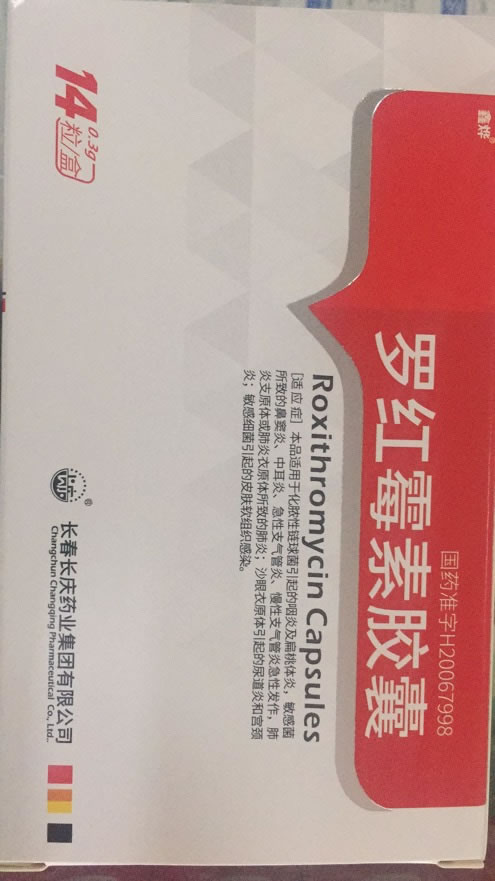 鑫烨®
国药准字H20067998
罗红霉素胶囊
Roxithromycin Capsules
[适应症] 本品适用于化脓性链球菌引起的咽炎及扁桃体炎，敏感菌
所致的鼻窦炎、中耳炎、急性支气管炎、慢性支气管炎急性发作，肺
炎支原体或肺炎衣原体所致的肺炎；沙眼衣原体引起的尿道炎和宫颈
炎；敏感细菌引起的皮肤软组织感染。
0.3g
14粒/盒
®
长春长庆药业集团有限公司
Changchun Changqing Pharmaceutical Co., Ltd.